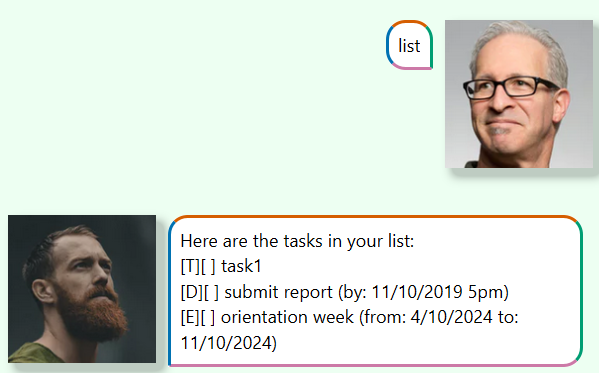 list
Here are the tasks in your list:
[T][ ] task1
[D][ ] submit report (by: 11/10/2019 5pm)
[E][ ] orientation week (from: 4/10/2024 to:
11/10/2024)